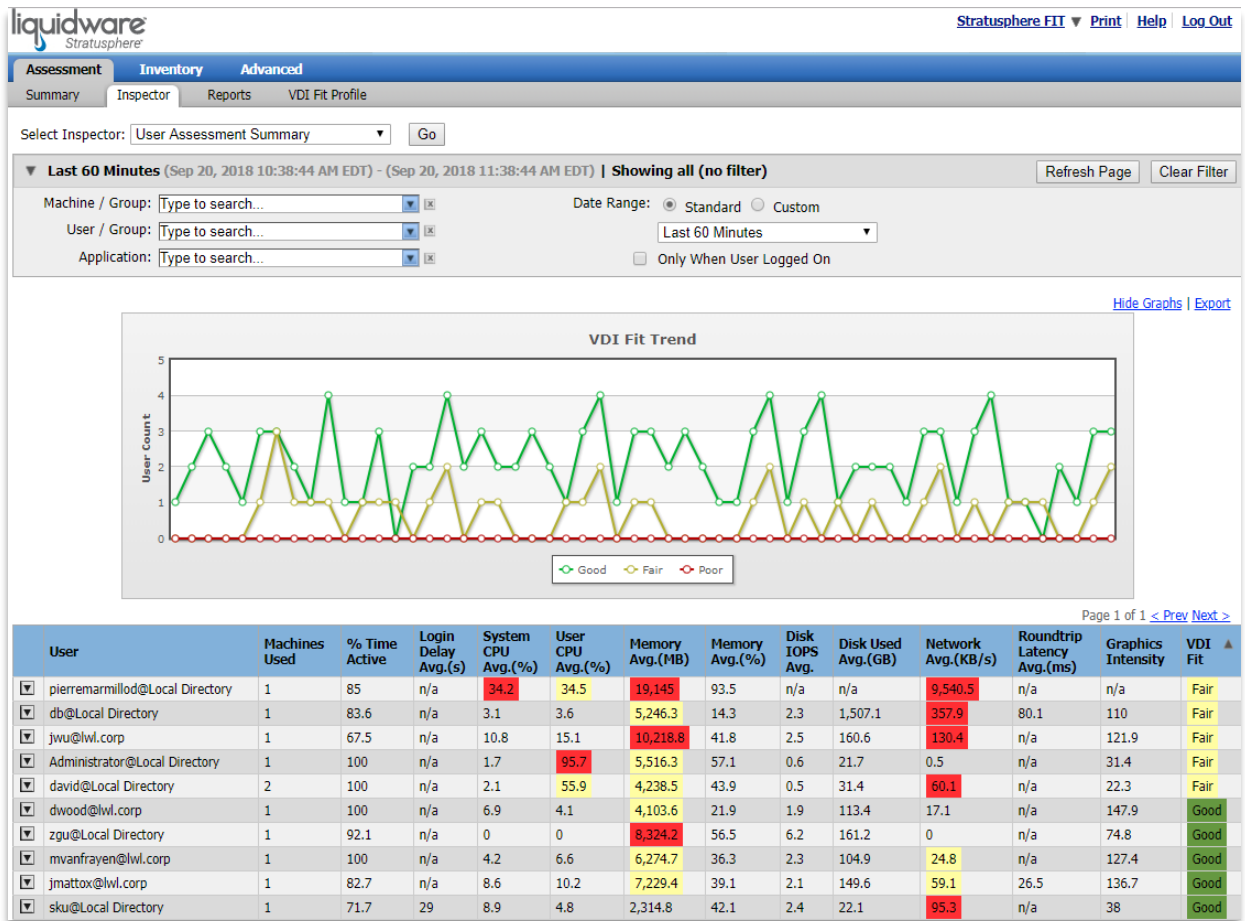 liquidware
Stratusphere
Stratusphere FIT ▼ Print Help Log Out
Assessment Inventory Advanced
Summary Inspector Reports VDI Fit Profile
Select Inspector: User Assessment Summary ▼ Go
▼ Last 60 Minutes (Sep 20, 2018 10:38:44 AM EDT) - (Sep 20, 2018 11:38:44 AM EDT) | Showing all (no filter) Refresh Page Clear Filter
Machine / Group: Type to search... Date Range: Standard Custom
User / Group: Type to search... Last 60 Minutes ▼
Application: Type to search... Only When User Logged On
Hide Graphs | Export
VDI Fit Trend
5
4
3
2
1
0
User Count
Good Fair Poor
Page 1 of 1 < Prev Next >
User Machines Used % Time Active Login Delay Avg.(s) System CPU Avg.(%) User CPU Avg.(%) Memory Avg.(MB) Memory Avg.(%) Disk IOPS Avg. Disk Used Avg.(GB) Network Avg.(KB/s) Roundtrip Latency Avg.(ms) Graphics Intensity VDI Fit ▲
pierremarmillod@Local Directory 1 85 n/a 34.2 34.5 19,145 93.5 n/a n/a 9,540.5 n/a n/a Fair
db@Local Directory 1 83.6 n/a 3.1 3.6 5,246.3 14.3 2.3 1,507.1 357.9 80.1 110 Fair
jwu@lwl.corp 1 67.5 n/a 10.8 15.1 10,218.8 41.8 2.5 160.6 130.4 n/a 121.9 Fair
Administrator@Local Directory 1 100 n/a 1.7 95.7 5,516.3 57.1 0.6 21.7 0.5 n/a 31.4 Fair
david@Local Directory 2 100 n/a 2.1 55.9 4,238.5 43.9 0.5 31.4 60.1 n/a 22.3 Fair
dwood@lwl.corp 1 100 n/a 6.9 4.1 4,103.6 21.9 1.9 113.4 17.1 n/a 147.9 Good
zgu@Local Directory 1 92.1 n/a 0 0 8,324.2 56.5 6.2 161.2 0 n/a 74.8 Good
mvanfrayen@lwl.corp 1 100 n/a 4.2 6.6 6,274.7 36.3 2.3 104.9 24.8 n/a 127.4 Good
jmattox@lwl.corp 1 82.7 n/a 8.6 10.2 7,229.4 39.1 2.1 149.6 59.1 26.5 136.7 Good
sku@Local Directory 1 71.7 29 8.9 4.8 2,314.8 42.1 2.4 22.1 95.3 n/a 38 Good